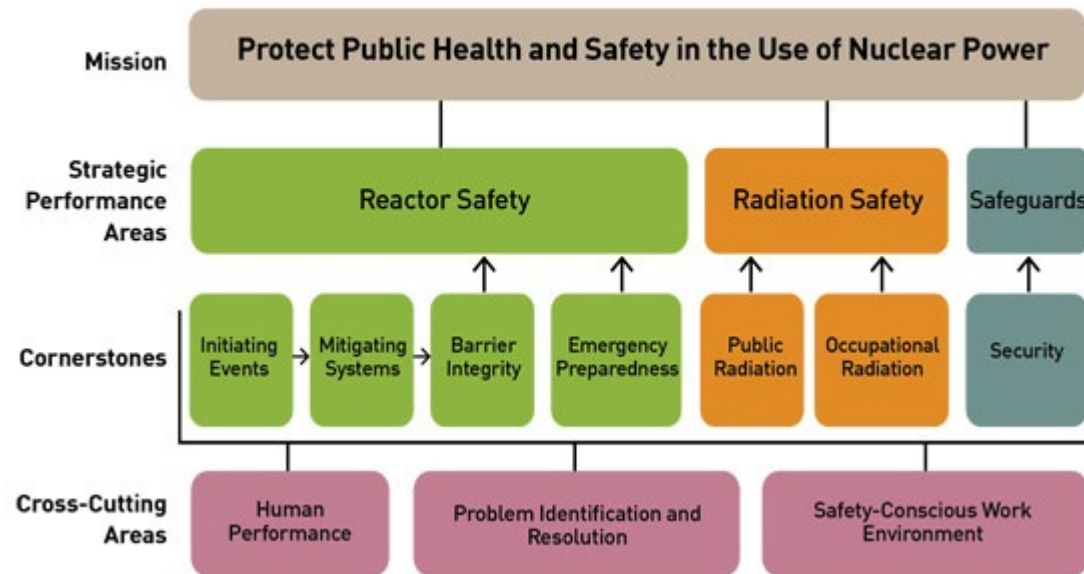 Mission
Protect Public Health and Safety in the Use of Nuclear Power
Strategic
Performance
Areas
Reactor Safety
Radiation Safety
Safeguards
Cornerstones
Initiating
Events
Mitigating
Systems
Barrier
Integrity
Emergency
Preparedness
Public
Radiation
Occupational
Radiation
Security
Cross-Cutting
Areas
Human
Performance
Problem Identification and
Resolution
Safety-Conscious Work
Environment